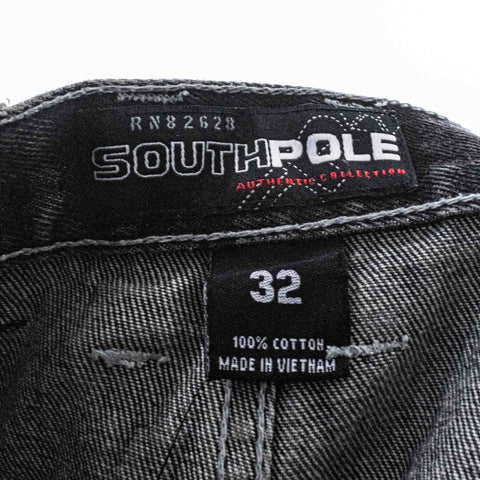 RN82628
SOUTHPOLE
AUTHENTIC COLLECTION
32
100% COTTON
MADE IN VIETNAM